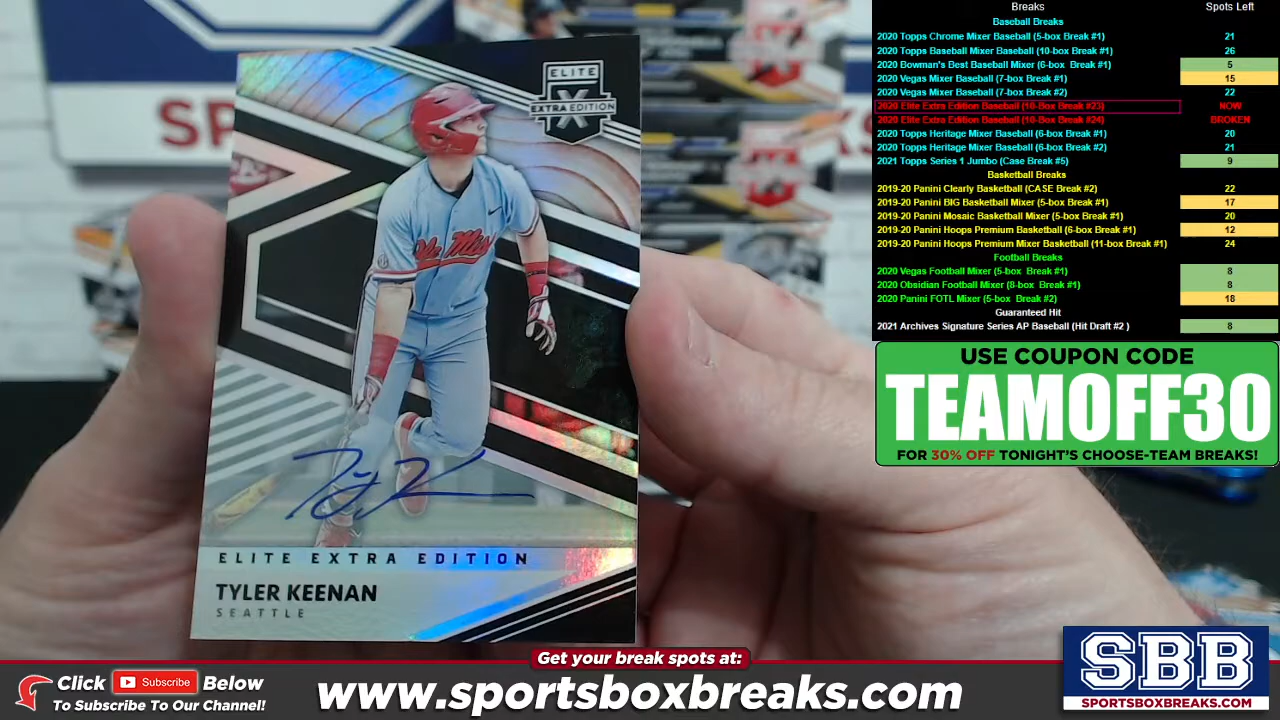 Breaks Spots Left
Baseball Breaks
2020 Topps Chrome Mixer Baseball (5-box Break #1) 21
2020 Topps Baseball Mixer Baseball (10-box Break #1) 26
2020 Bowman's Best Baseball Mixer (6-box Break #1) 5
2020 Vegas Mixer Baseball (7-box Break #1) 15
2020 Vegas Mixer Baseball (7-box Break #2) 22
2020 Elite Extra Edition Baseball (16-Box Break #23) NOW
2020 Elite Extra Edition Baseball (16-Box Break #24) BROKEN
2020 Topps Heritage Mixer Baseball (6-box Break #1) 20
2020 Topps Heritage Mixer Baseball (6-box Break #2) 21
2021 Topps Series 1 Jumbo (Case Break #5) 9
Basketball Breaks
2019-20 Panini Clearly Basketball (CASE Break #2) 22
2019-20 Panini BIG Basketball Mixer (5-box Break #1) 17
2019-20 Panini Mosaic Basketball Mixer (5-box Break #1) 20
2019-20 Panini Hoops Premium Basketball (6-box Break #1) 12
2019-20 Panini Hoops Premium Mixer Basketball (11-box Break #1) 24
Football Breaks
2020 Vegas Football Mixer (5-box Break #1) 8
2020 Obsidian Football Mixer (8-box Break #1) 8
2020 Panini FOTL Mixer (5-box Break #2) 18
Guaranteed Hit
2021 Archives Signature Series AP Baseball (Hit Draft #2 ) 8
USE COUPON CODE
TEAMOFF30
FOR 30% OFF TONIGHT'S CHOOSE-TEAM BREAKS!
ELITE
EXTRA EDITION
Ole Miss
ELITE EXTRA EDITION
TYLER KEENAN
SEATTLE
Get your break spots at:
Click Subscribe Below
To Subscribe To Our Channel!
www.sportsboxbreaks.com
SBB
SPORTSBOXBREAKS.COM